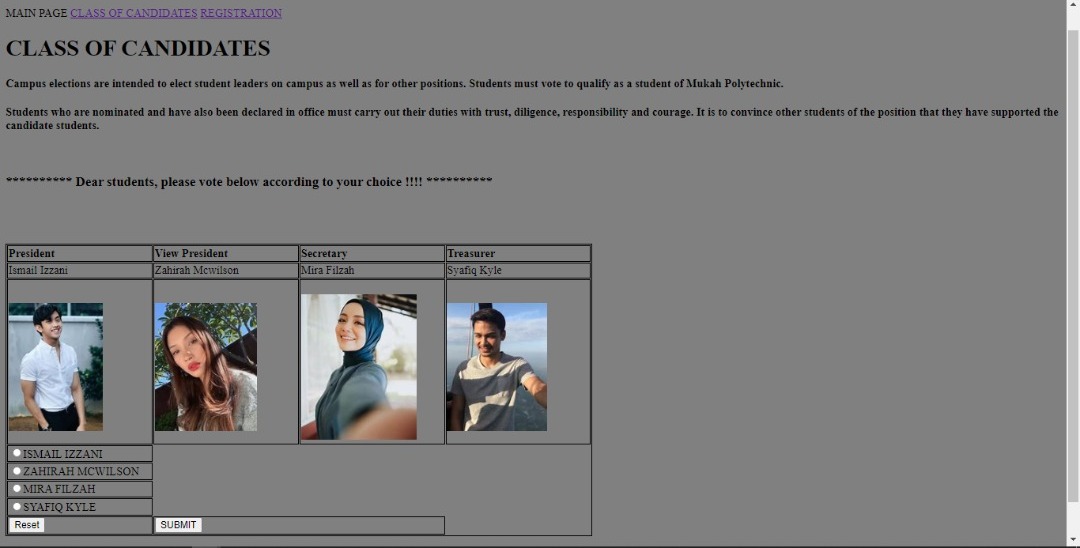 MAIN PAGE CLASS OF CANDIDATES REGISTRATION
CLASS OF CANDIDATES
Campus elections are intended to elect student leaders on campus as well as for other positions. Students must vote to qualify as a student of Mukah Polytechnic.
Students who are nominated and have also been declared in office must carry out their duties with trust, diligence, responsibility and courage. It is to convince other students of the position that they have supported the
candidate students.
********** Dear students, please vote below according to your choice !!!! **********
President View President Secretary Treasurer
Ismail Izzani Zahirah Mcwilson Mira Filzah Syafiq Kyle
ISMAIL IZZANI
ZAHIRAH MCWILSON
MIRA FILZAH
SYAFIQ KYLE
Reset SUBMIT